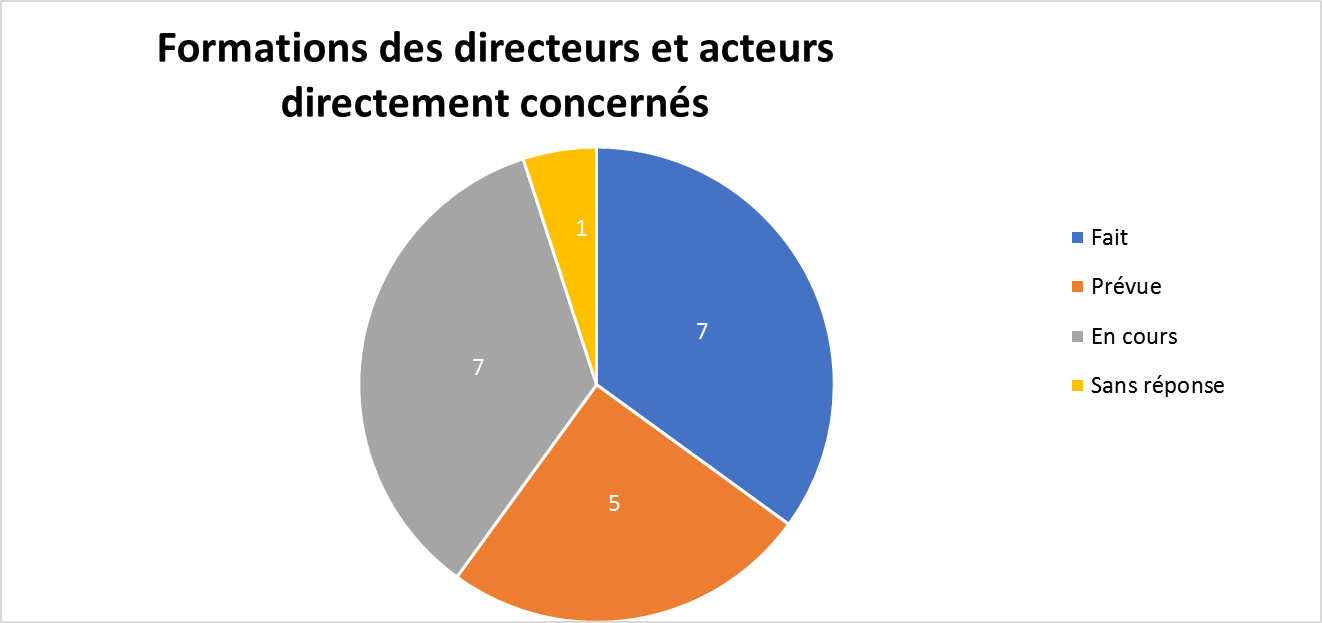 Formations des directeurs et acteurs
directement concernés
1
7
7
5
Fait
Prévue
En cours
Sans réponse